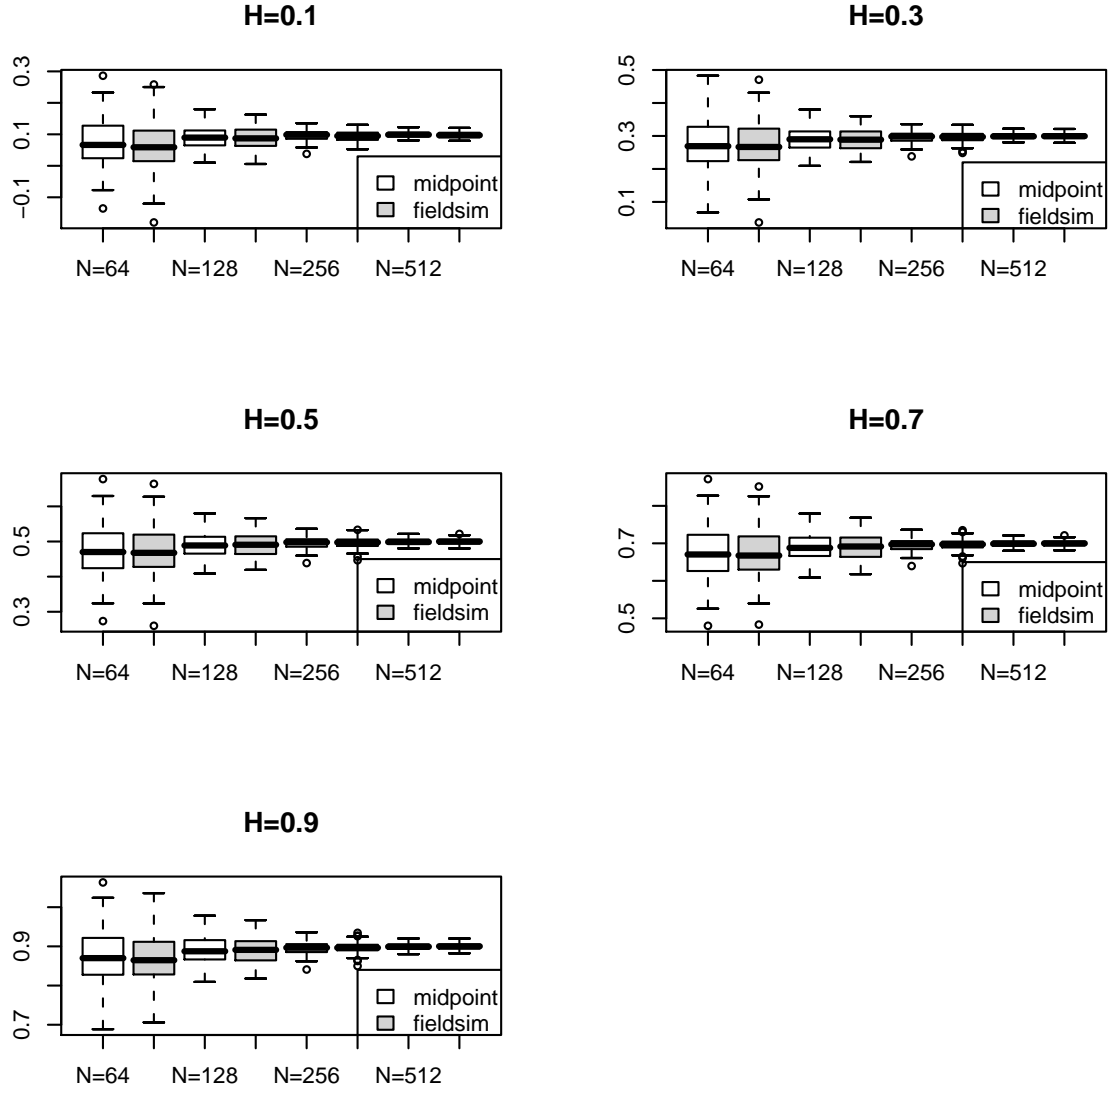 H=0.1
0.3
0.1
−0.1
midpoint
fieldsim
N=64 N=128 N=256 N=512
H=0.3
0.5
0.3
0.1
midpoint
fieldsim
N=64 N=128 N=256 N=512
H=0.5
0.5
0.3
midpoint
fieldsim
N=64 N=128 N=256 N=512
H=0.7
0.7
0.5
midpoint
fieldsim
N=64 N=128 N=256 N=512
H=0.9
0.9
0.7
midpoint
fieldsim
N=64 N=128 N=256 N=512